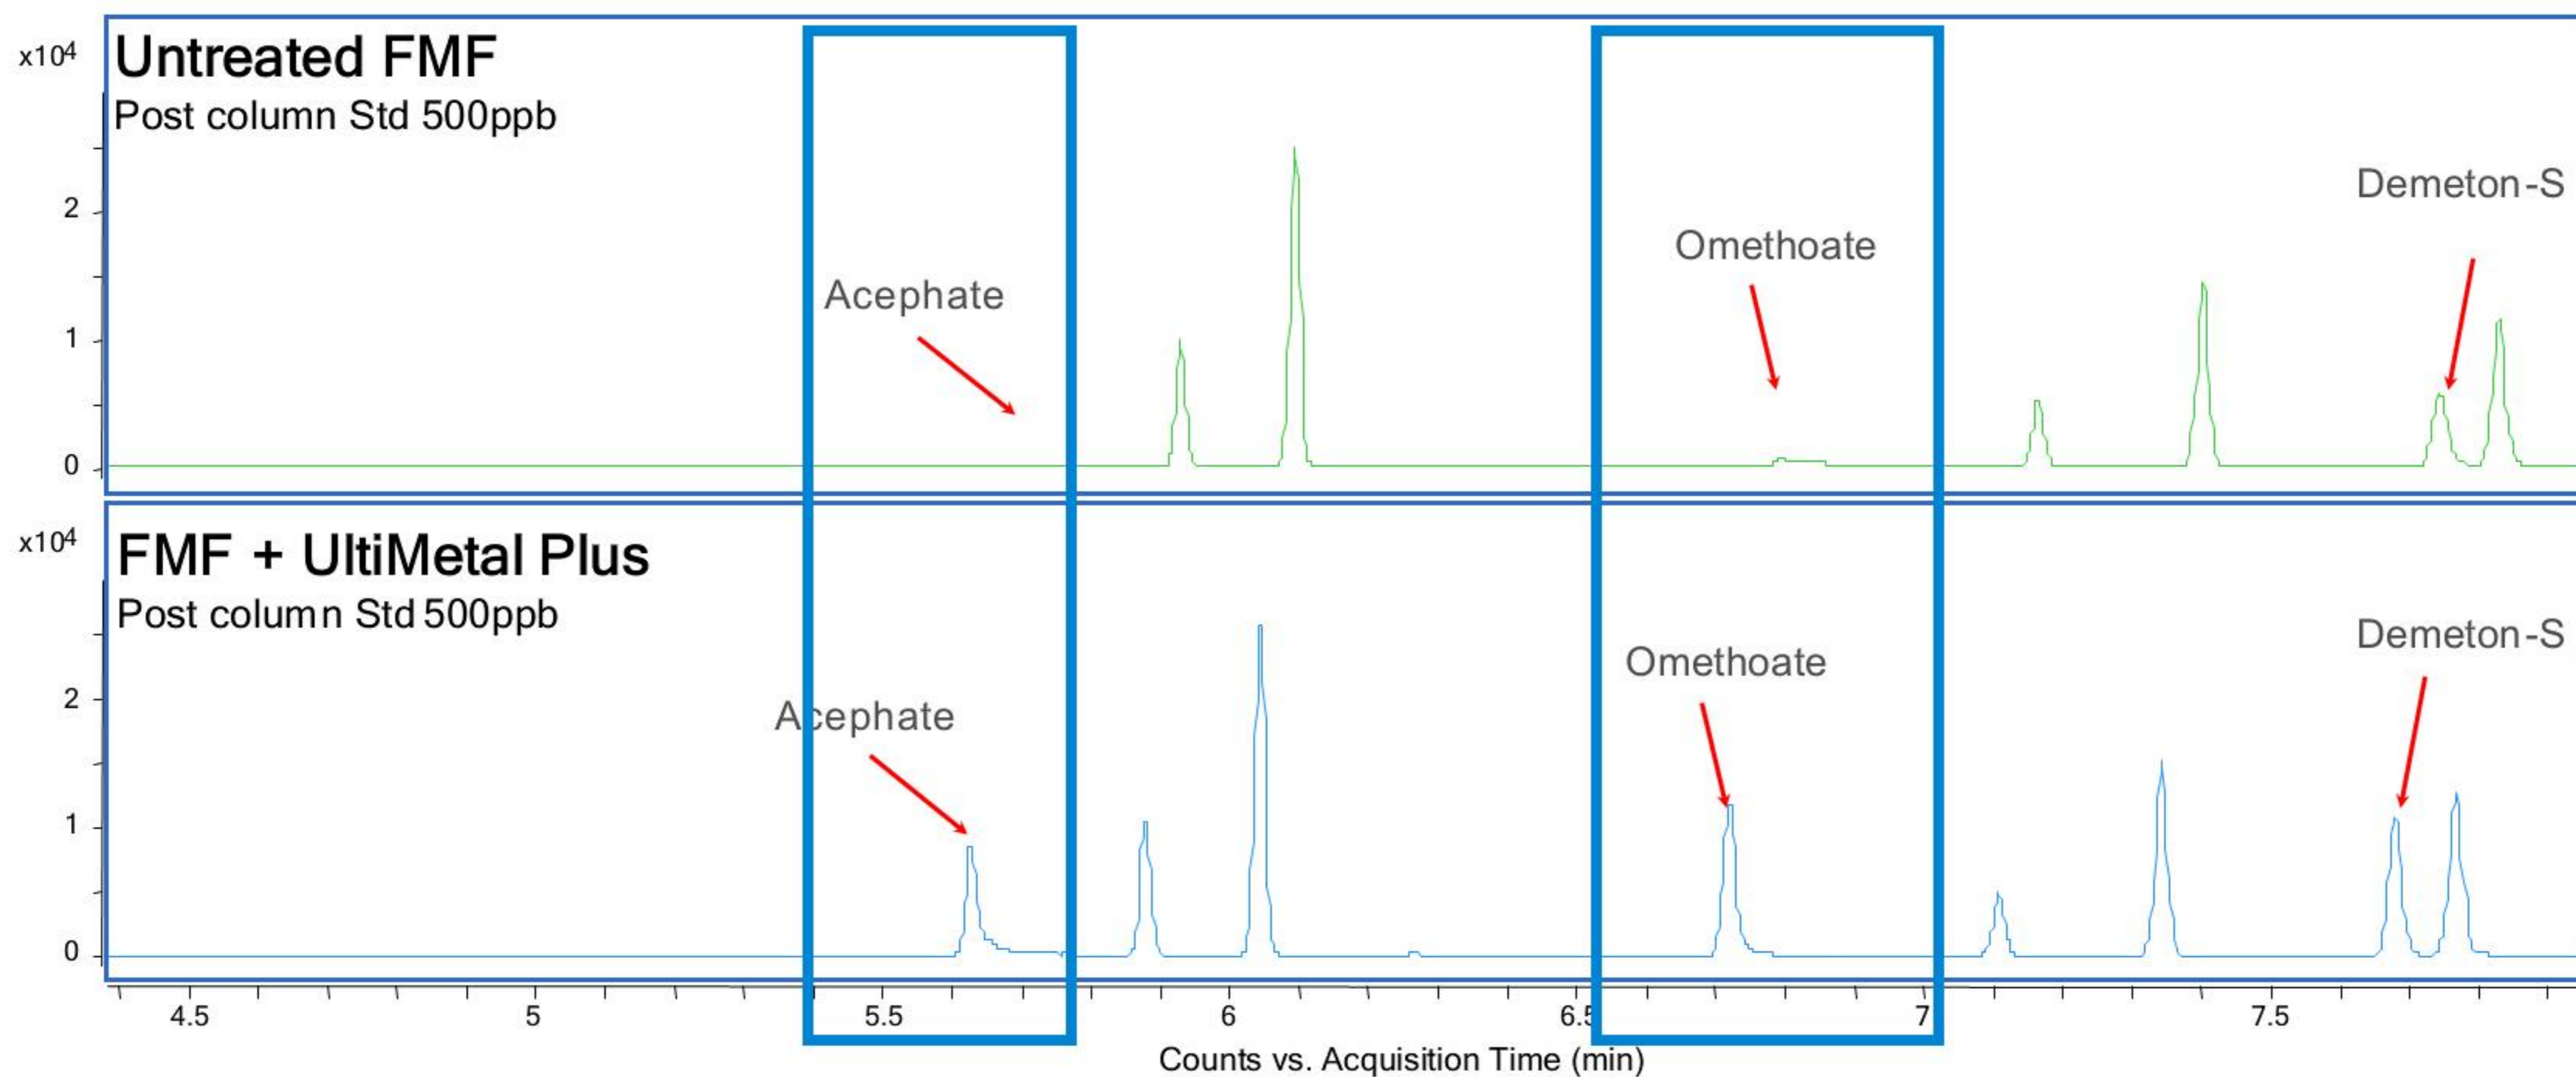 x10⁴
Untreated FMF
Post column Std 500ppb
Demeton-S
2
Omethoate
Acephate
1
0
x10⁴
FMF + UltiMetal Plus
Post column Std 500ppb
Demeton-S
Omethoate
2
Acephate
1
0
4.5 5 5.5 6 6.5 7 7.5
Counts vs. Acquisition Time (min)